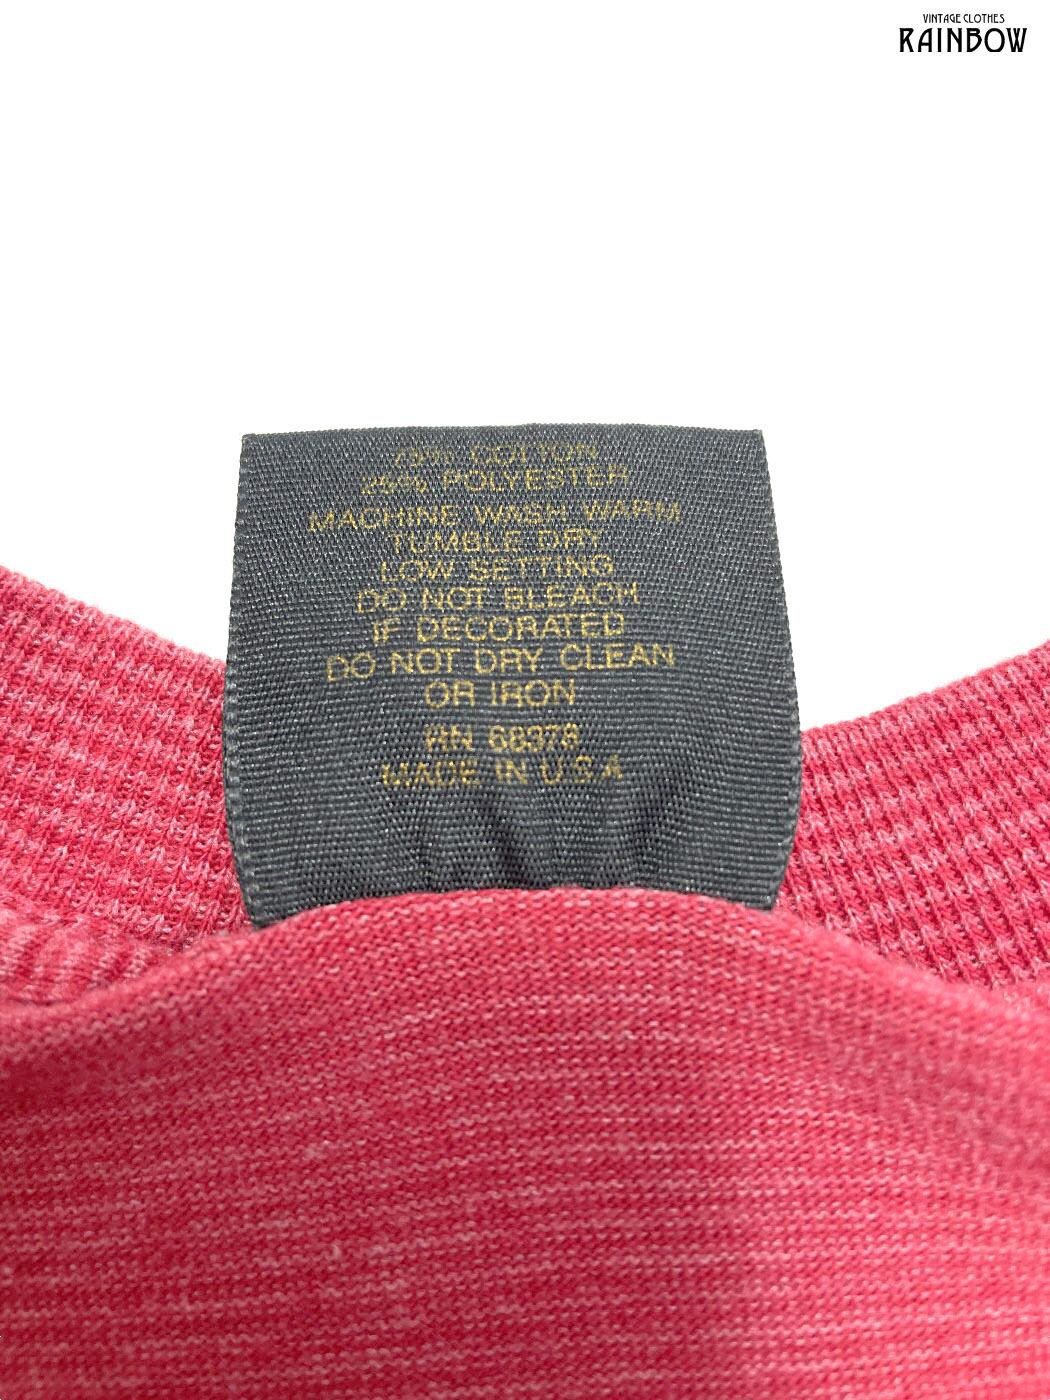 VINTAGE CLOTHES
RAINBOW
75% COTTON
25% POLYESTER
MACHINE WASH WARM
TUMBLE DRY
LOW SETTING
DO NOT BLEACH
IF DECORATED
DO NOT DRY CLEAN
OR IRON
RN 68378
MADE IN U.S.A